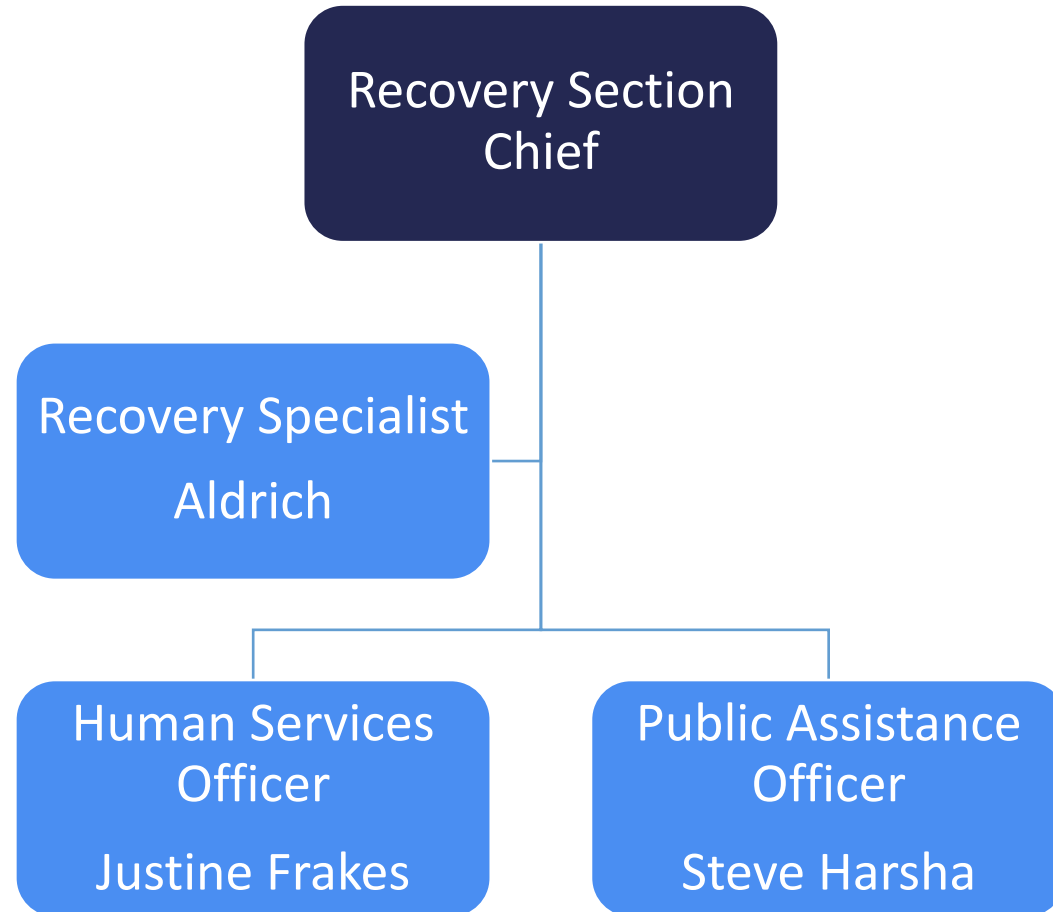 Recovery Section
Chief
Recovery Specialist
Aldrich
Human Services
Officer
Justine Frakes
Public Assistance
Officer
Steve Harsha